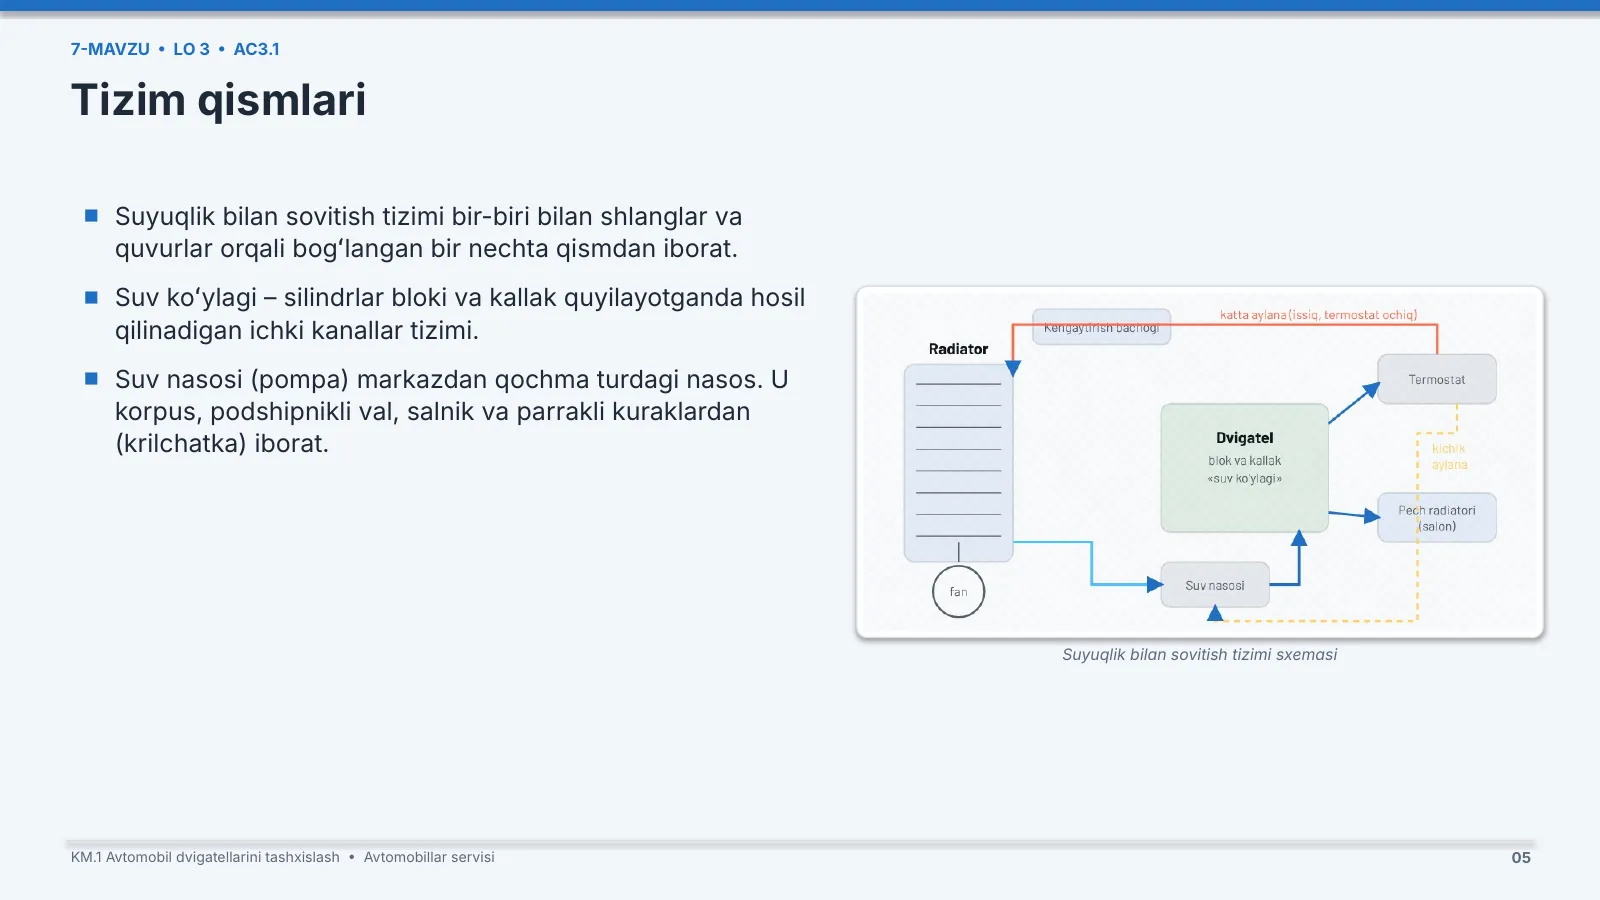 7-MAVZU • LO 3 • AC3.1
Tizim qismlari
Suyuqlik bilan sovitish tizimi bir-biri bilan shlanglar va
quvurlar orqali bogʻlangan bir nechta qismdan iborat.
Suv koʻylagi – silindrlar bloki va kallak quyilayotganda hosil
qilinadigan ichki kanallar tizimi.
Suv nasosi (pompa) markazdan qochma turdagi nasos. U
korpus, podshipnikli val, salnik va parrakli kuraklardan
(krilchatka) iborat.
katta aylana (issiq, termostat ochiq)
Kengaytirish bachogi
Radiator
Termostat
Dvigatel
blok va kallak
«suv ko'ylagi»
kichik
aylana
Pech radiatori
(salon)
Suv nasosi
fan
Suyuqlik bilan sovitish tizimi sxemasi
KM.1 Avtomobil dvigatellarini tashxislash • Avtomobillar servisi
05